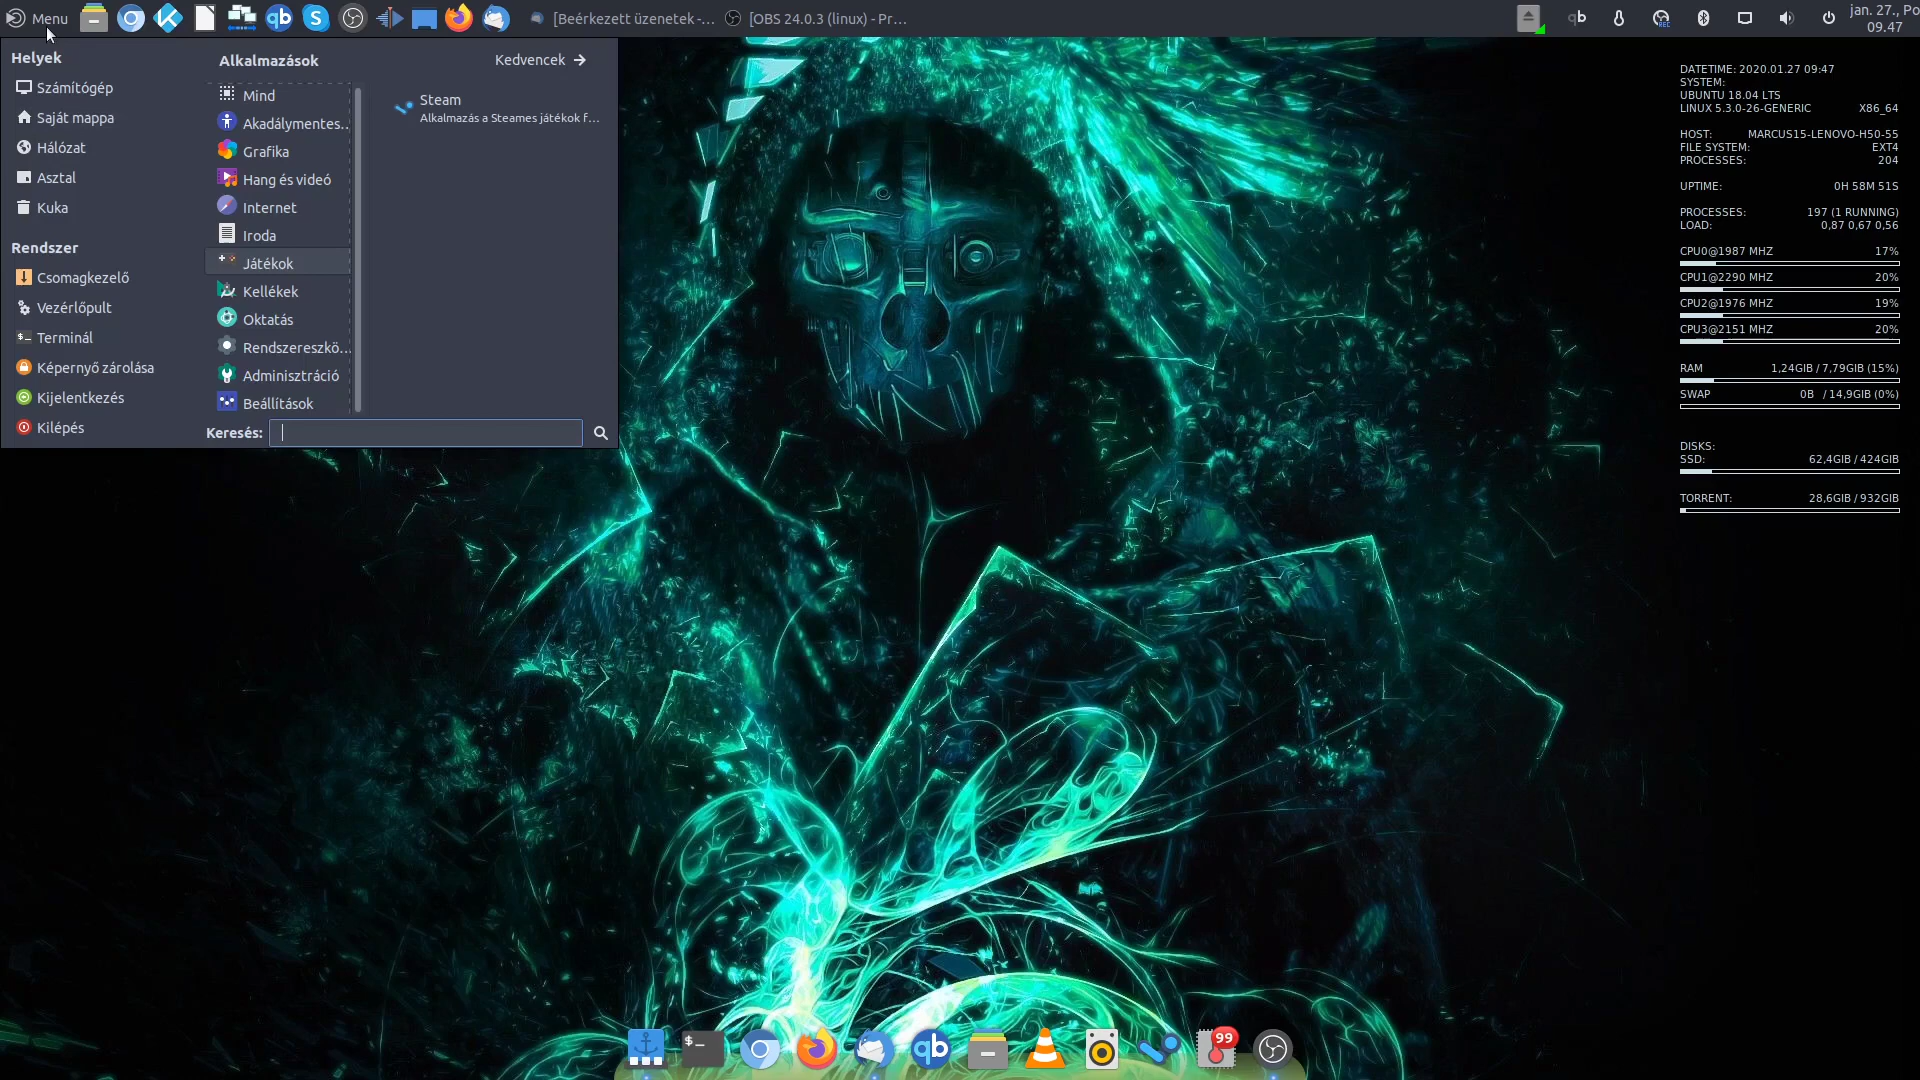 Menu
[Beérkezett üzenetek -...
[OBS 24.0.3 (linux) - Pr...
qb
REC
jan. 27., Po
09.47
Helyek
Számítógép
Saját mappa
Hálózat
Asztal
Kuka
Rendszer
Csomagkezelő
Vezérlőpult
Terminál
Képernyő zárolása
Kijelentkezés
Kilépés
Alkalmazások
Kedvencek
Mind
Akadálymentes...
Grafika
Hang és videó
Internet
Iroda
Játékok
Kellékek
Oktatás
Rendszereszkö...
Adminisztráció
Beállítások
Steam
Alkalmazás a Steames játékok f...
Keresés:
DATETIME: 2020.01.27 09:47
SYSTEM:
UBUNTU 18.04 LTS
LINUX 5.3.0-26-GENERIC X86_64
HOST: MARCUS15-LENOVO-H50-55
FILE SYSTEM: EXT4
PROCESSES: 204
UPTIME: 0H 58M 51S
PROCESSES: 197 (1 RUNNING)
LOAD: 0,87 0,67 0,56
CPU0@1987 MHZ 17%
CPU1@2290 MHZ 20%
CPU2@1976 MHZ 19%
CPU3@2151 MHZ 20%
RAM 1,24GIB / 7,79GIB (15%)
SWAP 0B / 14,9GIB (0%)
DISKS:
SSD: 62,4GIB / 424GIB
TORRENT: 28,6GIB / 932GIB
$ _
qb
99